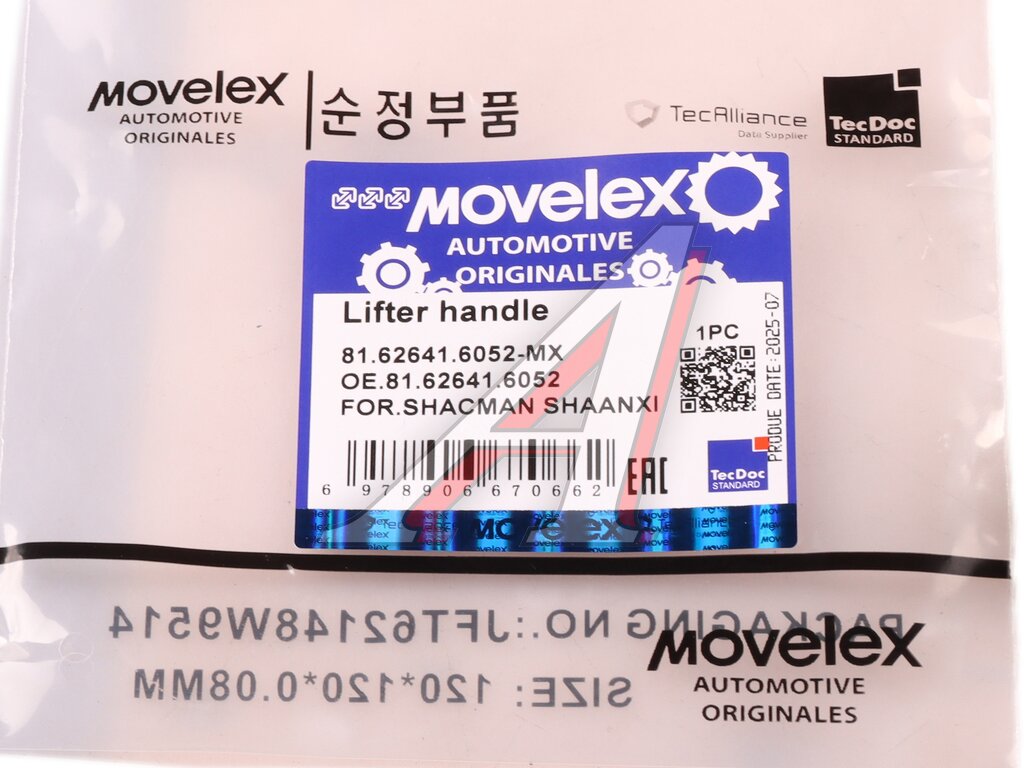 MOVELEX
AUTOMOTIVE
ORIGINALES
순정부품
TecAlliance
Data Supplier
TecDoc
STANDARD
MOVELEX
AUTOMOTIVE
ORIGINALES
Lifter handle
1PC
81.62641.6052-MX
OE.81.62641.6052
FOR.SHACMAN SHAANXI
PRODUE DATE:2025-07
6 978906 670662
EAC
TecDoc
STANDARD
MOVELEX
PACKAGING NO.:JFT62148W9514
SIZE: 120*120*0.08MM
MOVELEX
AUTOMOTIVE
ORIGINALES